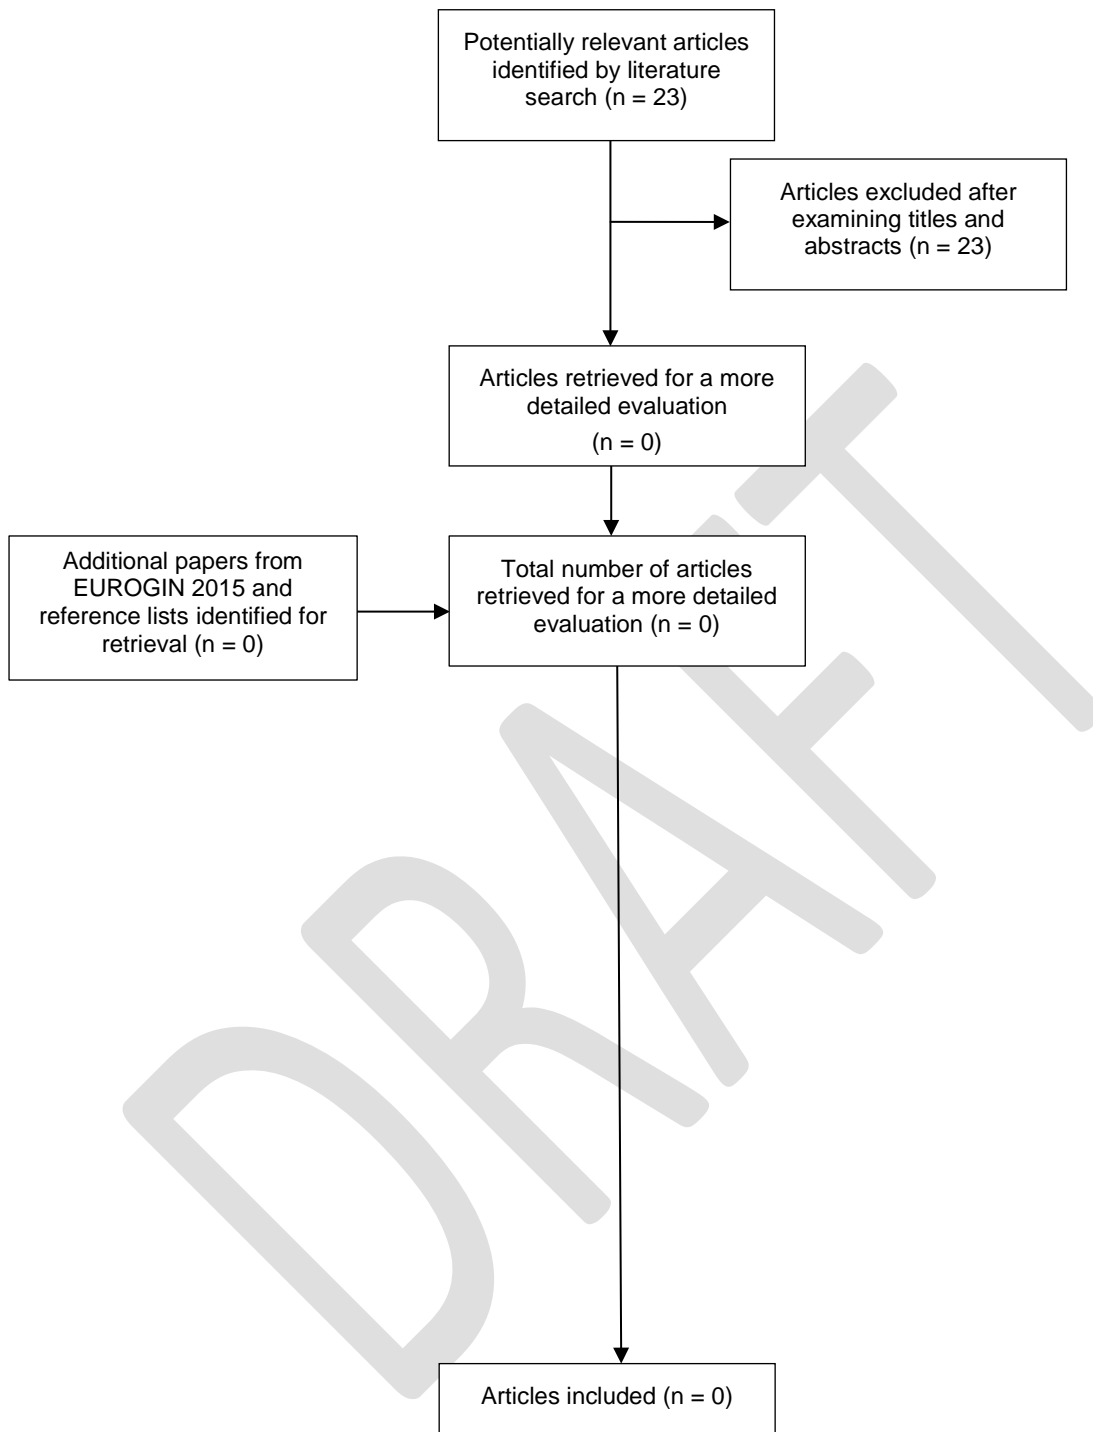 Potentially relevant articles
identified by literature
search (n = 23)
Articles excluded after
examining titles and
abstracts (n = 23)
Articles retrieved for a more
detailed evaluation
(n = 0)
Additional papers from
EUROGIN 2015 and
reference lists identified for
retrieval (n = 0)
Total number of articles
retrieved for a more detailed
evaluation (n = 0)
Articles included (n = 0)
DRAFT